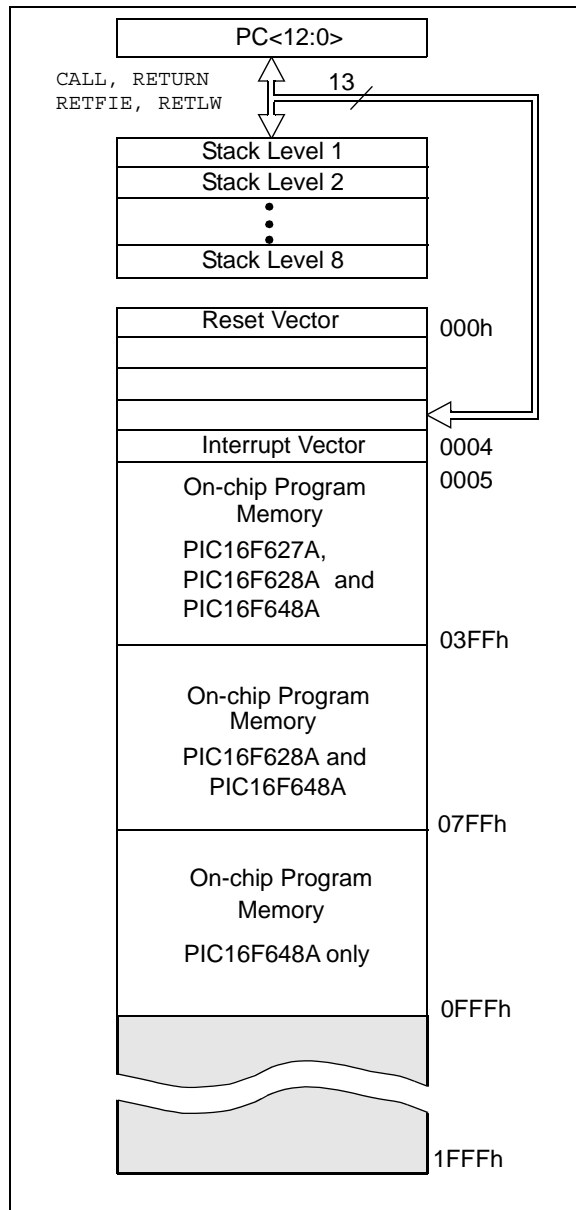 PC<12:0>
CALL, RETURN
RETFIE, RETLW
13
Stack Level 1
Stack Level 2
Stack Level 8
Reset Vector
000h
Interrupt Vector
0004
0005
On-chip Program
Memory
PIC16F627A,
PIC16F628A and
PIC16F648A
03FFh
On-chip Program
Memory
PIC16F628A and
PIC16F648A
07FFh
On-chip Program
Memory
PIC16F648A only
0FFFh
1FFFh